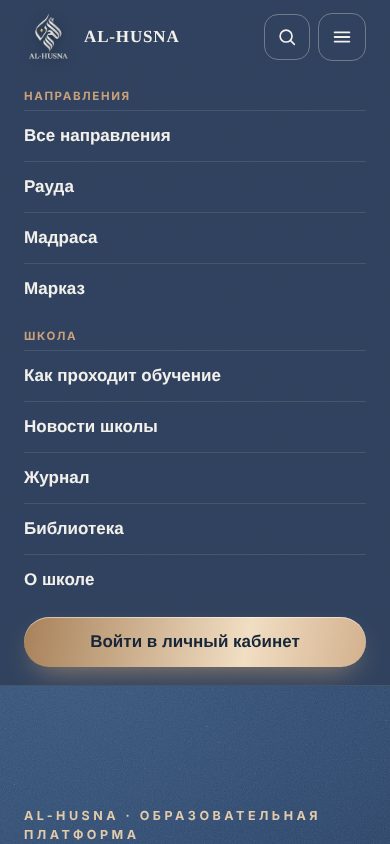 AL·HUSNA
AL-HUSNA
НАПРАВЛЕНИЯ
Все направления
Рауда
Мадраса
Марказ
ШКОЛА
Как проходит обучение
Новости школы
Журнал
Библиотека
О школе
Войти в личный кабинет
AL-HUSNA · ОБРАЗОВАТЕЛЬНАЯ
ПЛАТФОРМА